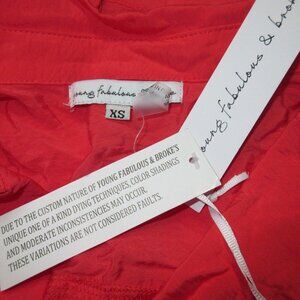 young fabulous & broke
XS
young fabulous & broke
DUE TO THE CUSTOM NATURE OF YOUNG FABULOUS & BROKE'S
UNIQUE ONE OF A KIND DYING TECHNIQUES, COLOR SHADINGS
AND MODERATE INCONSISTENCIES MAY OCCUR.
THESE VARIATIONS ARE NOT CONSIDERED FAULTS.